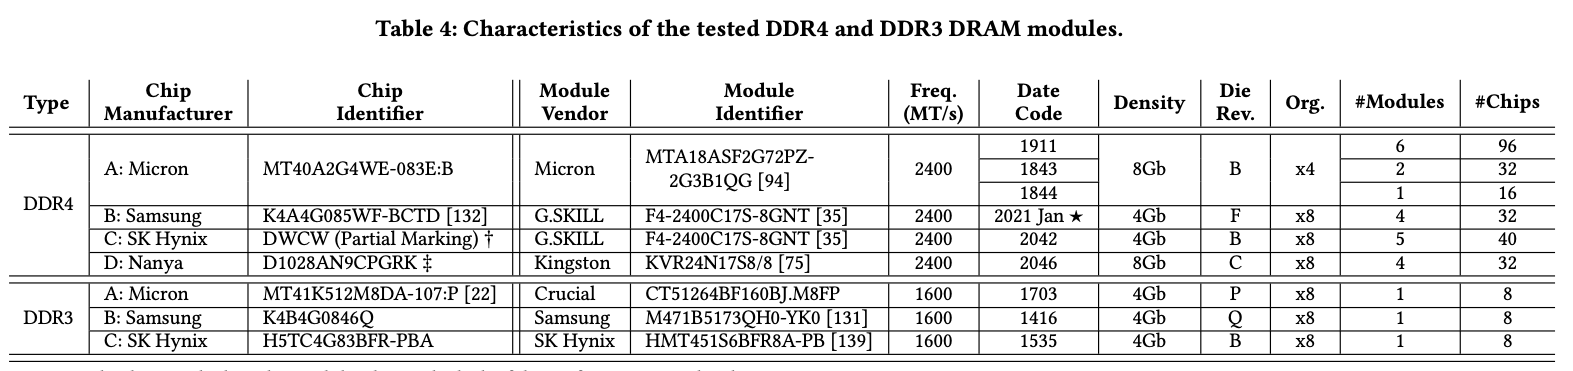 Table 4: Characteristics of the tested DDR4 and DDR3 DRAM modules.
Type Chip Manufacturer Chip Identifier Module Vendor Module Identifier Freq. (MT/s) Date Code Density Die Rev. Org. #Modules #Chips
DDR4 A: Micron MT40A2G4WE-083E:B Micron MTA18ASF2G72PZ-2G3B1QG [94] 2400 1911 8Gb B x4 6 96
1843 2 32
1844 1 16
B: Samsung K4A4G085WF-BCTD [132] G.SKILL F4-2400C17S-8GNT [35] 2400 2021 Jan ★ 4Gb F x8 4 32
C: SK Hynix DWCW (Partial Marking) † G.SKILL F4-2400C17S-8GNT [35] 2400 2042 4Gb B x8 5 40
D: Nanya D1028AN9CPGRK ‡ Kingston KVR24N17S8/8 [75] 2400 2046 8Gb C x8 4 32
DDR3 A: Micron MT41K512M8DA-107:P [22] Crucial CT51264BF160BJ.M8FP 1600 1703 4Gb P x8 1 8
B: Samsung K4B4G0846Q Samsung M471B5173QH0-YK0 [131] 1600 1416 4Gb Q x8 1 8
C: SK Hynix H5TC4G83BFR-PBA SK Hynix HMT451S6BFR8A-PB [139] 1600 1535 4Gb B x8 1 8